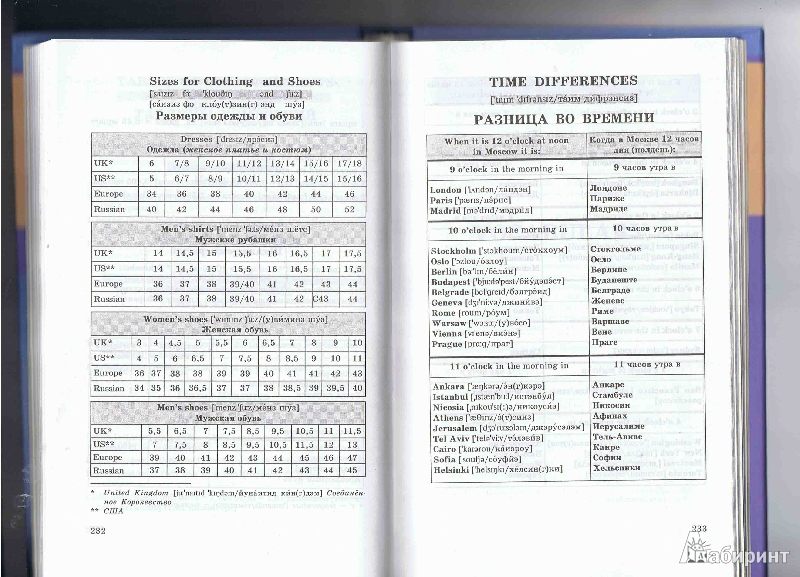 Sizes for Clothing and Shoes
Размеры одежды и обуви
Dresses
Одежда (женское платье и костюм)
UK* 6 7/8 9/10 11/12 13/14 15/16 17/18
US** 5 6/7 8/9 10/11 12/13 14/15 15/16
Europe 34 36 38 40 42 44 46
Russian 40 42 44 46 48 50 52
Men's shirts
Мужские рубашки
UK* 14 14,5 15 15,5 16 16,5 17 17,5
US** 14 14,5 15 15,5 16 16,5 17 17,5
Europe 36 37 38 39/40 41 42 43 44
Russian 36 37 38 39/40 41 42 С43 44
Women's shoes
Женская обувь
UK* 3 4 4,5 5 5,5 6 6,5 7 8 9 10
US** 4 5 6 6,5 7 7,5 8 8,5 9 10 11
Europe 36 37 38 38 39 39 40 41 41 42 43
Russian 34 35 36 36,5 37 37 38 38,5 39 39,5 40
Men's shoes
Мужская обувь
UK* 5,5 6,5 7 7,5 8,5 9,5 10,5 11 11,5
US** 7 7,5 8 8,5 9,5 10,5 11,5 12 13
Europe 39 40 41 42 43 44 45 46 47
Russian 37 38 39 40 41 42 43 44 45
* United Kingdom Соединён-
ное Королевство
** США
232
TIME DIFFERENCES
РАЗНИЦА ВО ВРЕМЕНИ
When it is 12 o'clock at noon
in Moscow it is:
Когда в Москве 12 часов
дня (полдень):
9 o'clock in the morning in 9 часов утра в
London Лондоне
Paris Париже
Madrid Мадриде
10 o'clock in the morning in 10 часов утра в
Stockholm Стокгольме
Oslo Осло
Berlin Берлине
Budapest Будапеште
Belgrade Белграде
Geneva Женеве
Rome Риме
Warsaw Варшаве
Vienna Вене
Prague Праге
11 o'clock in the morning in 11 часов утра в
Ankara Анкаре
Istanbul Стамбуле
Nicosia Никосии
Athens Афинах
Jerusalem Иерусалиме
Tel Aviv Тель-Авиве
Cairo Каире
Sofia Софии
Helsinki Хельсинки
233
Лабиринт